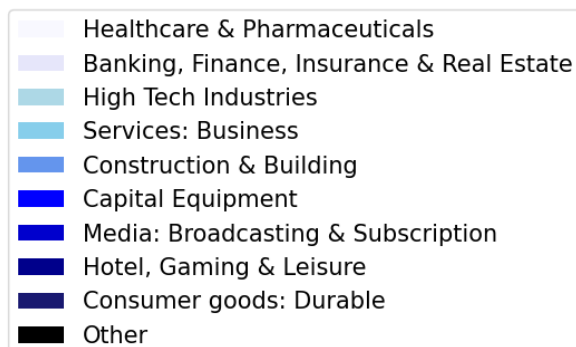 Healthcare & Pharmaceuticals
Banking, Finance, Insurance & Real Estate
High Tech Industries
Services: Business
Construction & Building
Capital Equipment
Media: Broadcasting & Subscription
Hotel, Gaming & Leisure
Consumer goods: Durable
Other